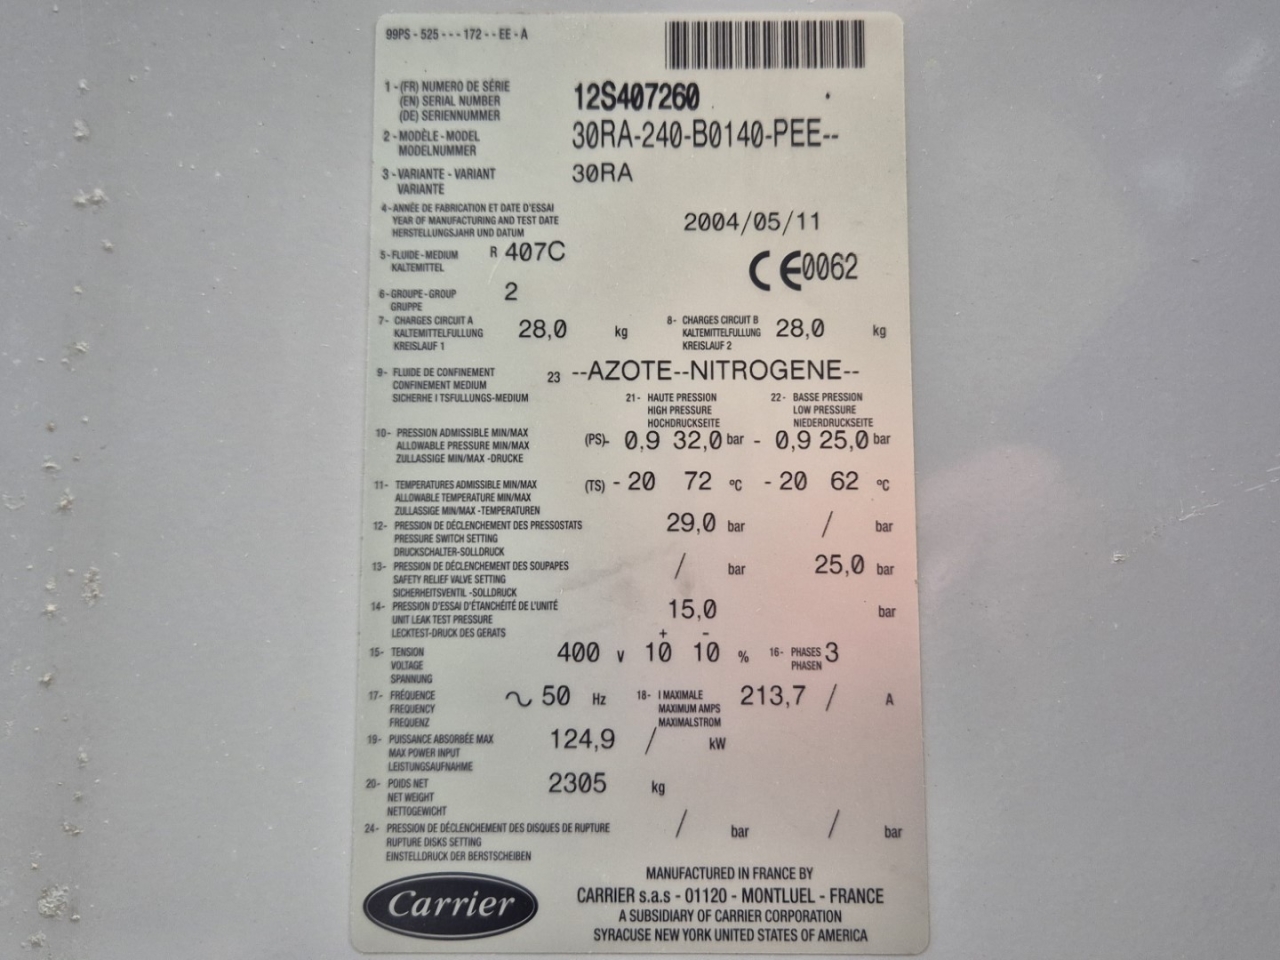 99PS - 525 - - - 172 - - EE - A
1 - (FR) NUMERO DE SÉRIE
(EN) SERIAL NUMBER
(DE) SERIENNUMMER
12S407260
2 - MODÈLE - MODEL
MODELNUMMER
30RA-240-B0140-PEE--
3 - VARIANTE - VARIANT
VARIANTE
30RA
4 - ANNÉE DE FABRICATION ET DATE D'ESSAI
YEAR OF MANUFACTURING AND TEST DATE
HERSTELLUNGSJAHR UND DATUM
2004/05/11
5 - FLUIDE - MEDIUM
KALTEMITTEL
R 407C
CE0062
6 - GROUPE - GROUP
GRUPPE
2
7 - CHARGES CIRCUIT A
KALTEMITTELFULLUNG
KREISLAUF 1
28,0 kg
8 - CHARGES CIRCUIT B
KALTEMITTELFULLUNG
KREISLAUF 2
28,0 kg
9 - FLUIDE DE CONFINEMENT
CONFINEMENT MEDIUM
SICHERHE I TSFULLUNGS-MEDIUM
23 --AZOTE--NITROGENE--
21 - HAUTE PRESSION
HIGH PRESSURE
HOCHDRUCKSEITE
22 - BASSE PRESSION
LOW PRESSURE
NIEDERDRUCKSEITE
10 - PRESSION ADMISSIBLE MIN/MAX
ALLOWABLE PRESSURE MIN/MAX
ZULLASSIGE MIN/MAX -DRUCKE
(PS)- 0,9 32,0 bar - 0,9 25,0 bar
11 - TEMPERATURES ADMISSIBLE MIN/MAX
ALLOWABLE TEMPERATURE MIN/MAX
ZULLASSIGE MIN/MAX -TEMPERATUREN
(TS) - 20 72 °C - 20 62 °C
12 - PRESSION DE DÉCLENCHEMENT DES PRESSOSTATS
PRESSURE SWITCH SETTING
DRUCKSCHALTER-SOLLDRUCK
29,0 bar / bar
13 - PRESSION DE DÉCLENCHEMENT DES SOUPAPES
SAFETY RELIEF VALVE SETTING
SICHERHEITSVENTIL -SOLLDRUCK
/ bar 25,0 bar
14 - PRESSION D'ESSAI D'ÉTANCHÉITÉ DE L'UNITÉ
UNIT LEAK TEST PRESSURE
LECKTEST-DRUCK DES GERATS
15,0 bar
15 - TENSION
VOLTAGE
SPANNUNG
+ -
400 V 10 10 %
16 - PHASES
PHASEN
3
17 - FRÉQUENCE
FREQUENCY
FREQUENZ
~ 50 Hz
18 - I MAXIMALE
MAXIMUM AMPS
MAXIMALSTROM
213,7 / A
19 - PUISSANCE ABSORBÉE MAX
MAX POWER INPUT
LEISTUNGSAUFNAHME
124,9 / kW
20 - POIDS NET
NET WEIGHT
NETTOGEWICHT
2305 kg
24 - PRESSION DE DÉCLENCHEMENT DES DISQUES DE RUPTURE
RUPTURE DISKS SETTING
EINSTELLDRUCK DER BERSTSCHEIBEN
/ bar / bar
Carrier
MANUFACTURED IN FRANCE BY
CARRIER s.a.s - 01120 - MONTLUEL - FRANCE
A SUBSIDIARY OF CARRIER CORPORATION
SYRACUSE NEW YORK UNITED STATES OF AMERICA